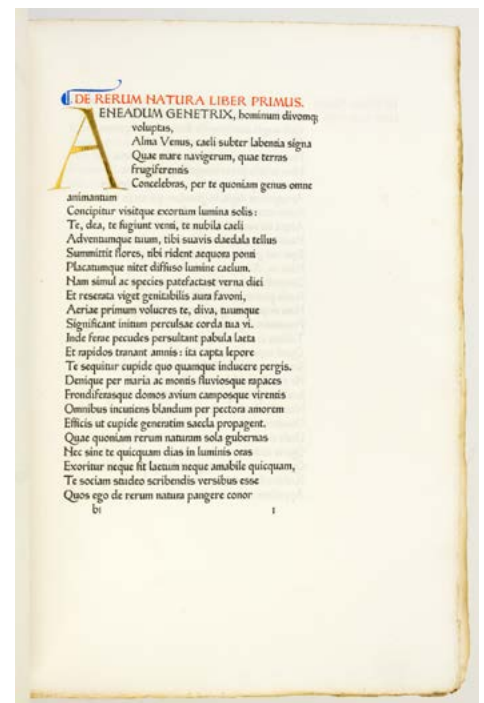 DE RERUM NATURA LIBER PRIMUS.
AENEADUM GENETRIX, hominum divomq;
voluptas,
Alma Venus, caeli subter labentia signa
Quae mare navigerum, quae terras
frugiferentis
Concelebras, per te quoniam genus omne
animantum
Concipitur visitque exortum lumina solis:
Te, dea, te fugiunt venti, te nubila caeli
Adventumque tuum, tibi suavis daedala tellus
Summittit flores, tibi rident aequora ponti
Placatumque nitet diffuso lumine caelum.
Nam simul ac species patefactast verna diei
Et reserata viget genitabilis aura favoni,
Aeriae primum volucres te, diva, tuumque
Significant initum perculsae corda tua vi.
Inde ferae pecudes persultant pabula laeta
Et rapidos tranant amnis: ita capta lepore
Te sequitur cupide quo quamque inducere pergis.
Denique per maria ac montis fluviosque rapaces
Frondiferasque domos avium camposque virentis
Omnibus incutiens blandum per pectora amorem
Efficis ut cupide generatim saecla propagent.
Quae quoniam rerum naturam sola gubernas
Nec sine te quicquam dias in luminis oras
Exoritur neque fit laetum neque amabile quicquam,
Te sociam studeo scribendis versibus esse
Quos ego de rerum natura pangere conor
b1 1